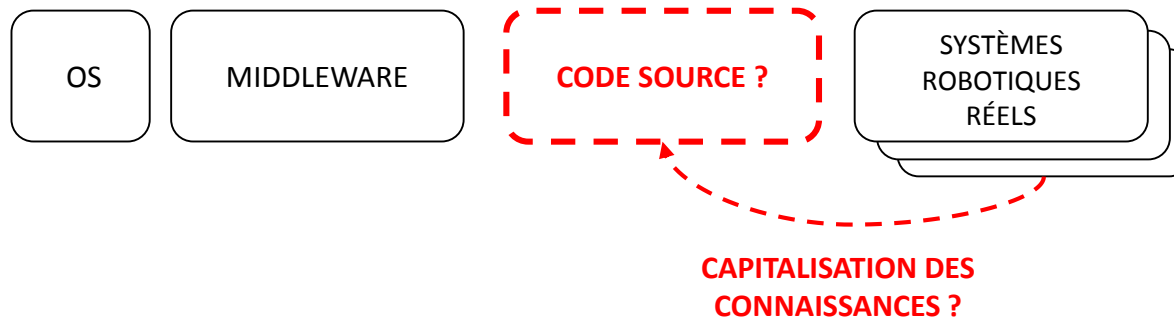 OS
MIDDLEWARE
CODE SOURCE ?
SYSTÈMES
ROBOTIQUES
RÉELS
CAPITALISATION DES
CONNAISSANCES ?